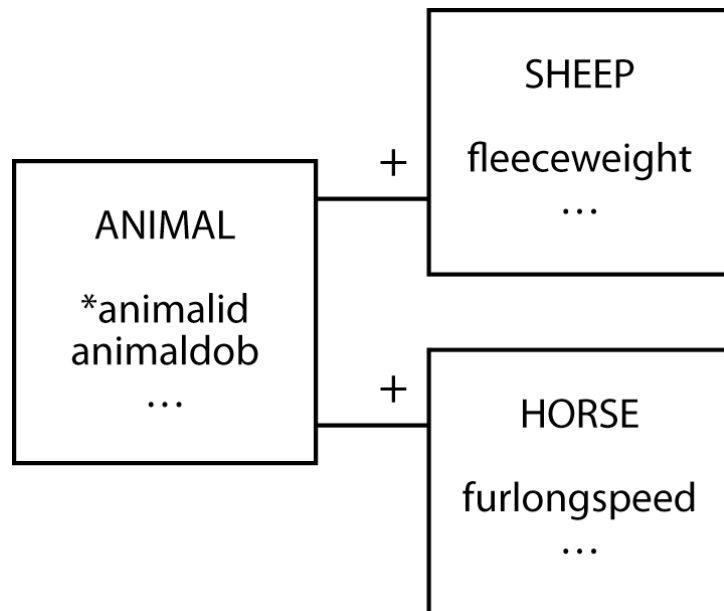 ANIMAL
*animalid
animaldob
...
+
SHEEP
fleeceweight
...
+
HORSE
furlongspeed
...